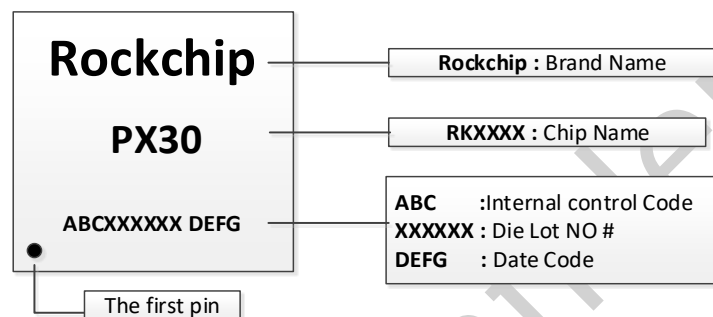 Rockchip
Rockchip : Brand Name
PX30
RKXXXX : Chip Name
ABCXXXXXX DEFG
ABC :Internal control Code
XXXXXX : Die Lot NO #
DEFG : Date Code
The first pin